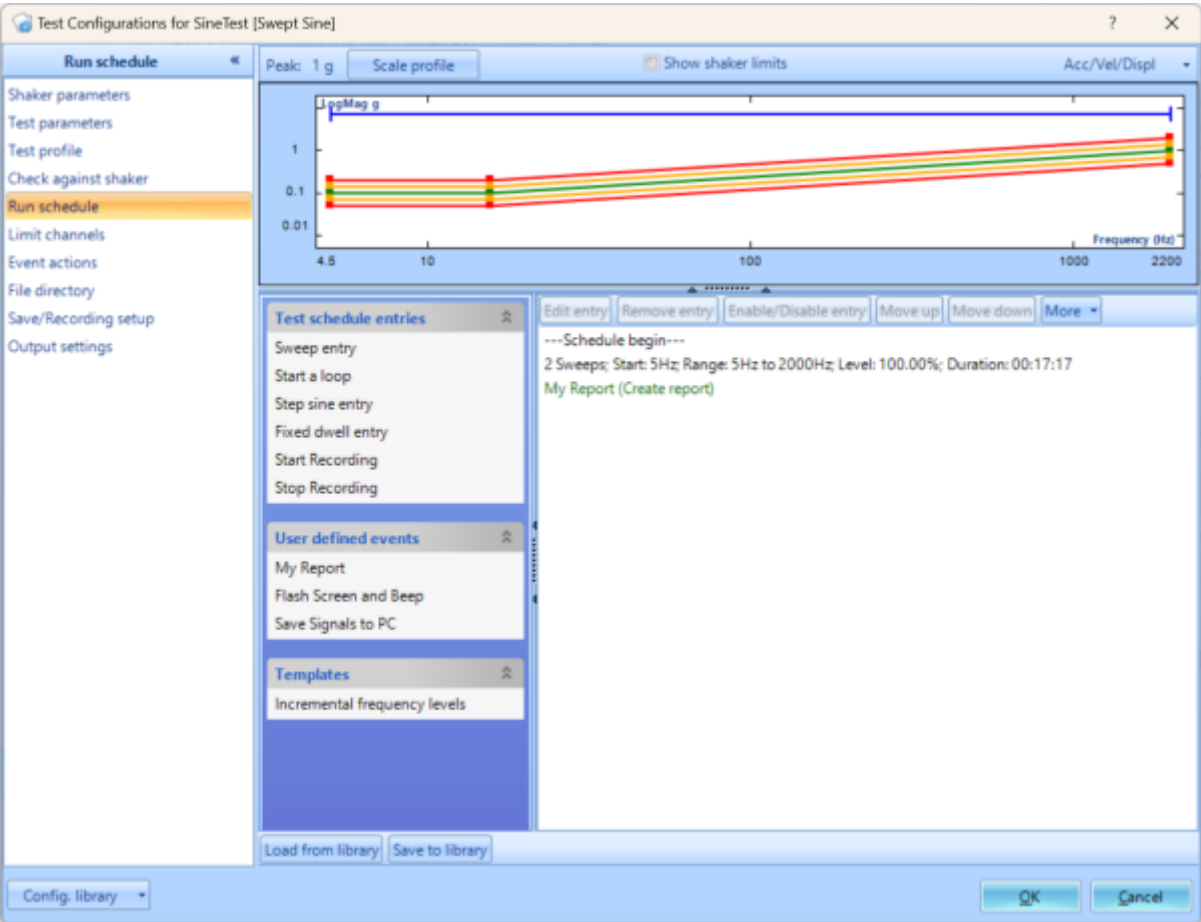 Test Configurations for SineTest [Swept Sine]
?
Run schedule
«
Shaker parameters
Test parameters
Test profile
Check against shaker
Run schedule
Limit channels
Event actions
File directory
Save/Recording setup
Output settings
Peak: 1 g
Scale profile
Show shaker limits
Acc/Vel/Displ
LogMag g
1
0.1
0.01
Frequency (Hz)
4.5 10 100 1000 2200
Test schedule entries
Sweep entry
Start a loop
Step sine entry
Fixed dwell entry
Start Recording
Stop Recording
User defined events
My Report
Flash Screen and Beep
Save Signals to PC
Templates
Incremental frequency levels
Edit entry Remove entry Enable/Disable entry Move up Move down More
---Schedule begin---
2 Sweeps; Start: 5Hz; Range: 5Hz to 2000Hz; Level: 100.00%; Duration: 00:17:17
My Report (Create report)
Load from library Save to library
Config. library
OK Cancel